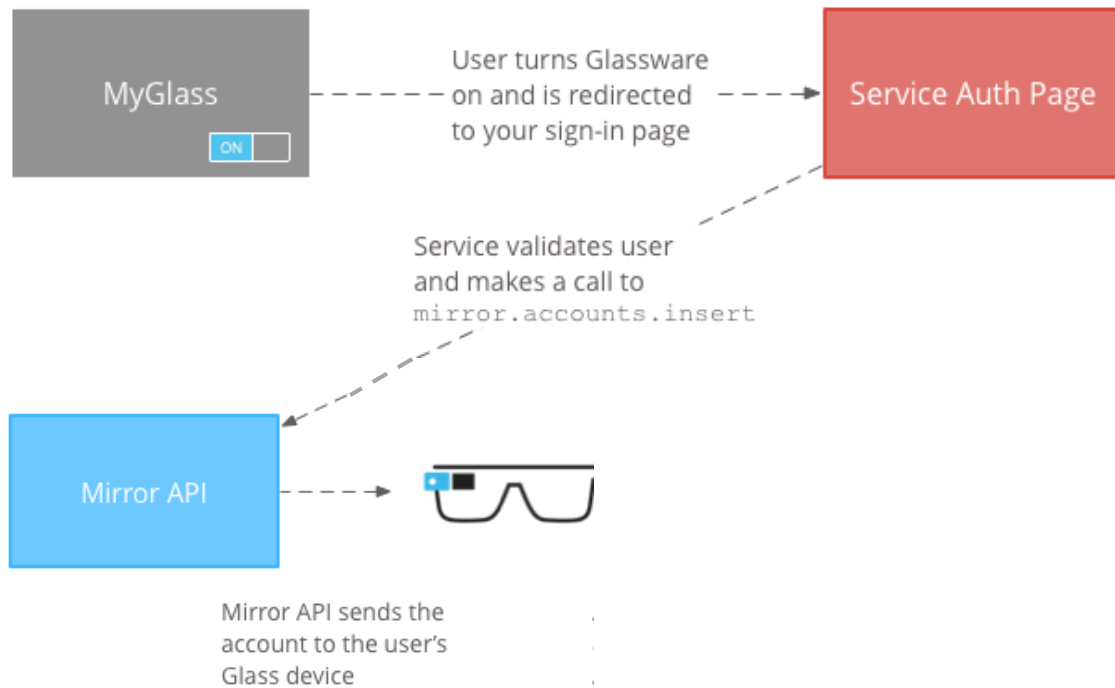 MyGlass
ON
User turns Glassware
on and is redirected
to your sign-in page
Service Auth Page
Service validates user
and makes a call to
mirror.accounts.insert
Mirror API
Mirror API sends the
account to the user’s
Glass device